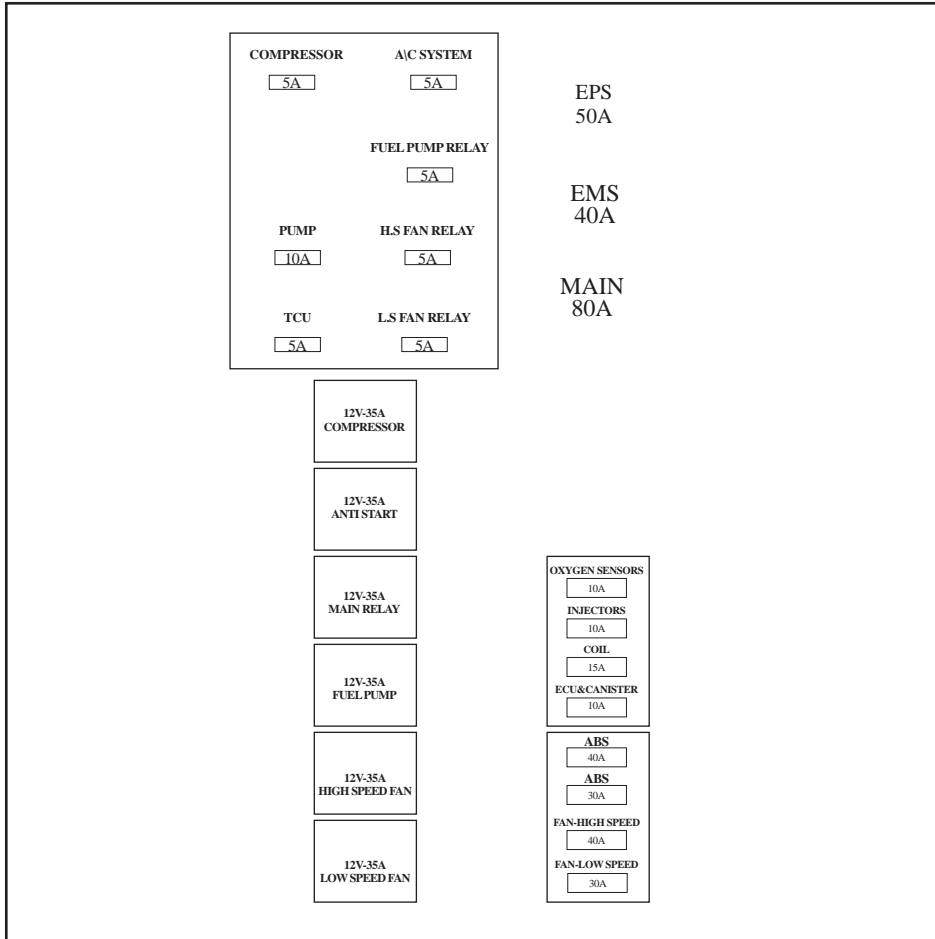 COMPRESSOR
5A
A\C SYSTEM
5A
FUEL PUMP RELAY
5A
PUMP
10A
H.S FAN RELAY
5A
TCU
5A
L.S FAN RELAY
5A
EPS
50A
EMS
40A
MAIN
80A
12V-35A
COMPRESSOR
12V-35A
ANTI START
12V-35A
MAIN RELAY
12V-35A
FUEL PUMP
12V-35A
HIGH SPEED FAN
12V-35A
LOW SPEED FAN
OXYGEN SENSORS
10A
INJECTORS
10A
COIL
15A
ECU&CANISTER
10A
ABS
40A
ABS
30A
FAN-HIGH SPEED
40A
FAN-LOW SPEED
30A